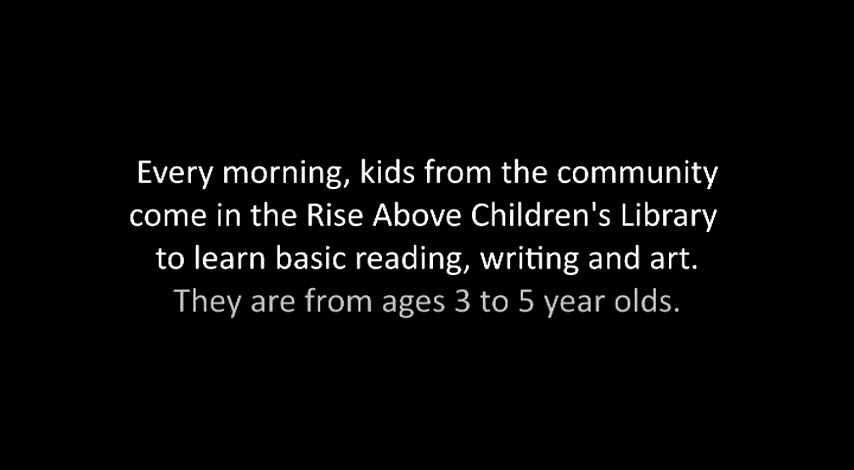 Every morning, kids from the community
come in the Rise Above Children's Library
to learn basic reading, writing and art.
They are from ages 3 to 5 year olds.